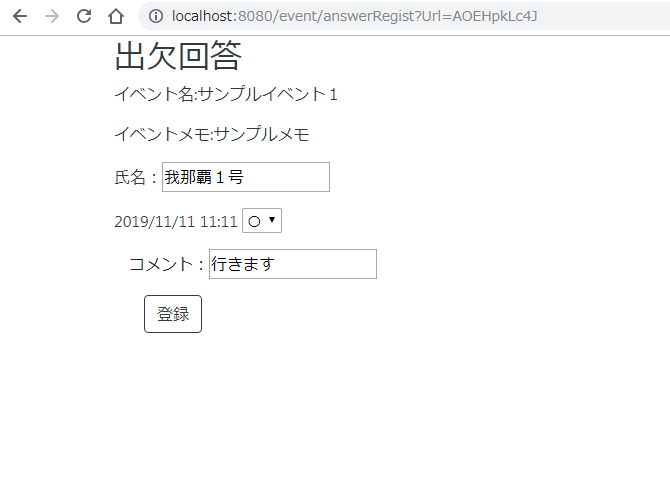 localhost:8080/event/answerRegist?Url=AOEHpkLc4J
出欠回答
イベント名:サンプルイベント１
イベントメモ:サンプルメモ
氏名：我那覇１号
2019/11/11 11:11 ○
コメント：行きます
登録